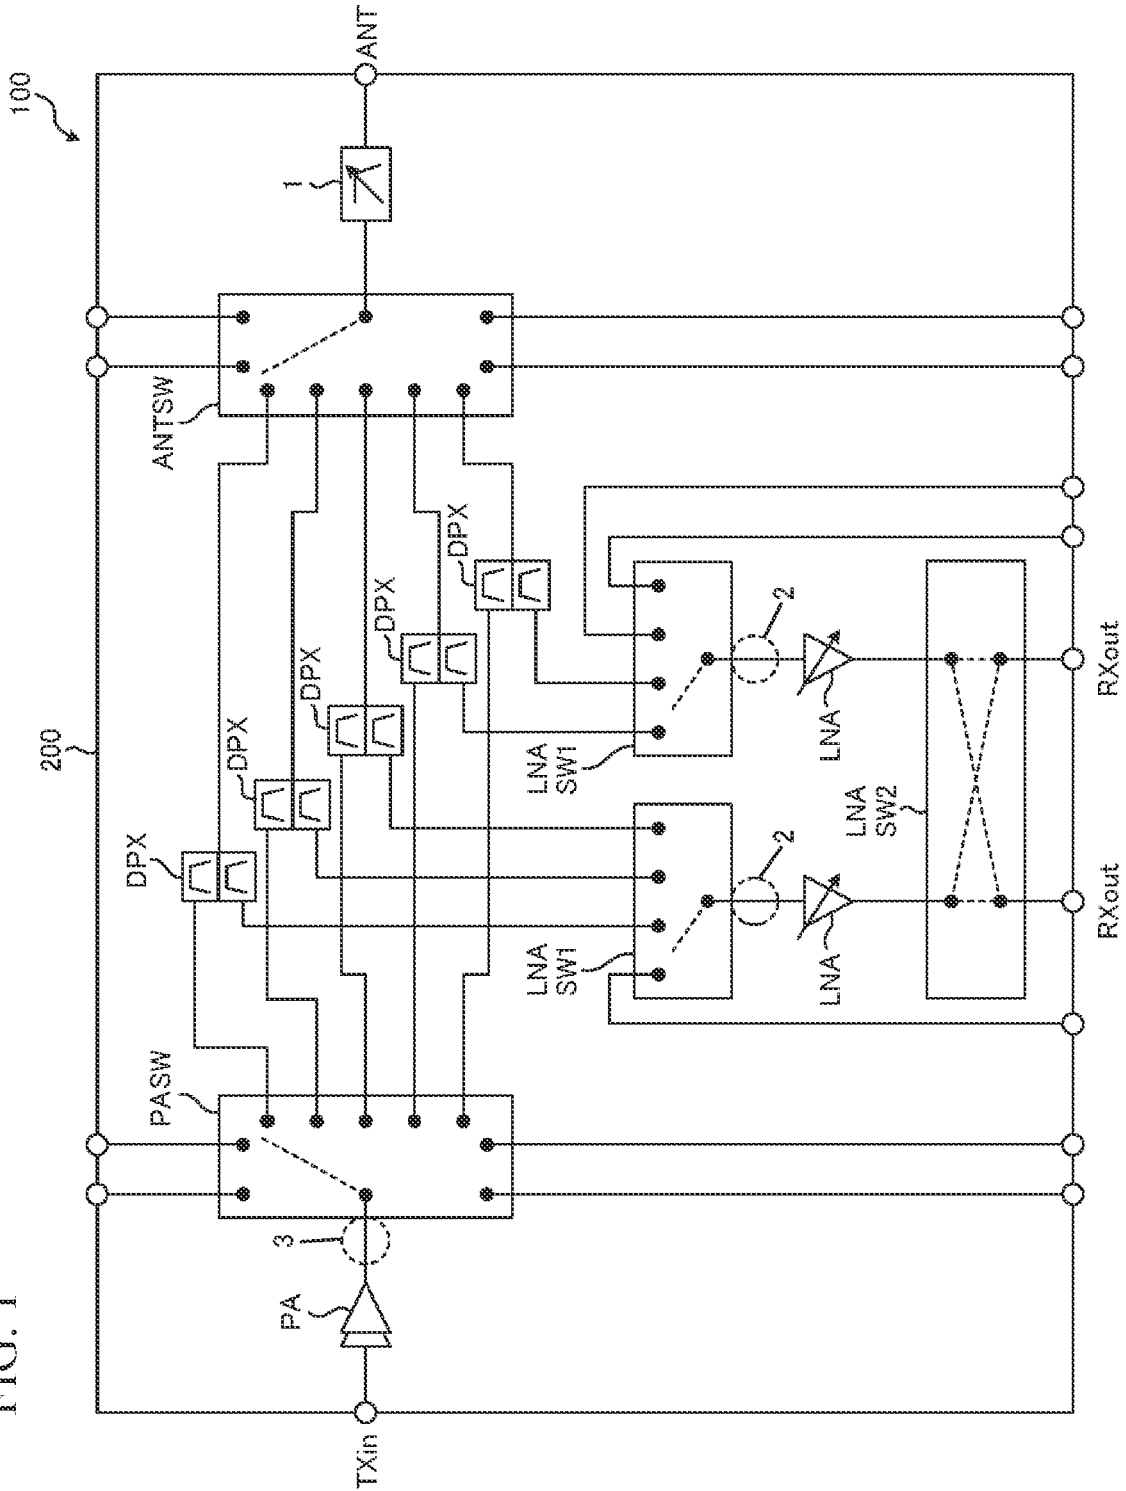 FIG. 1
100
200
TXin
PA
3
PASW
DPX
DPX
DPX
DPX
DPX
ANTSW
1
ANT
LNA
SW1
LNA
SW1
2
2
LNA
LNA
LNA
SW2
RXout
RXout